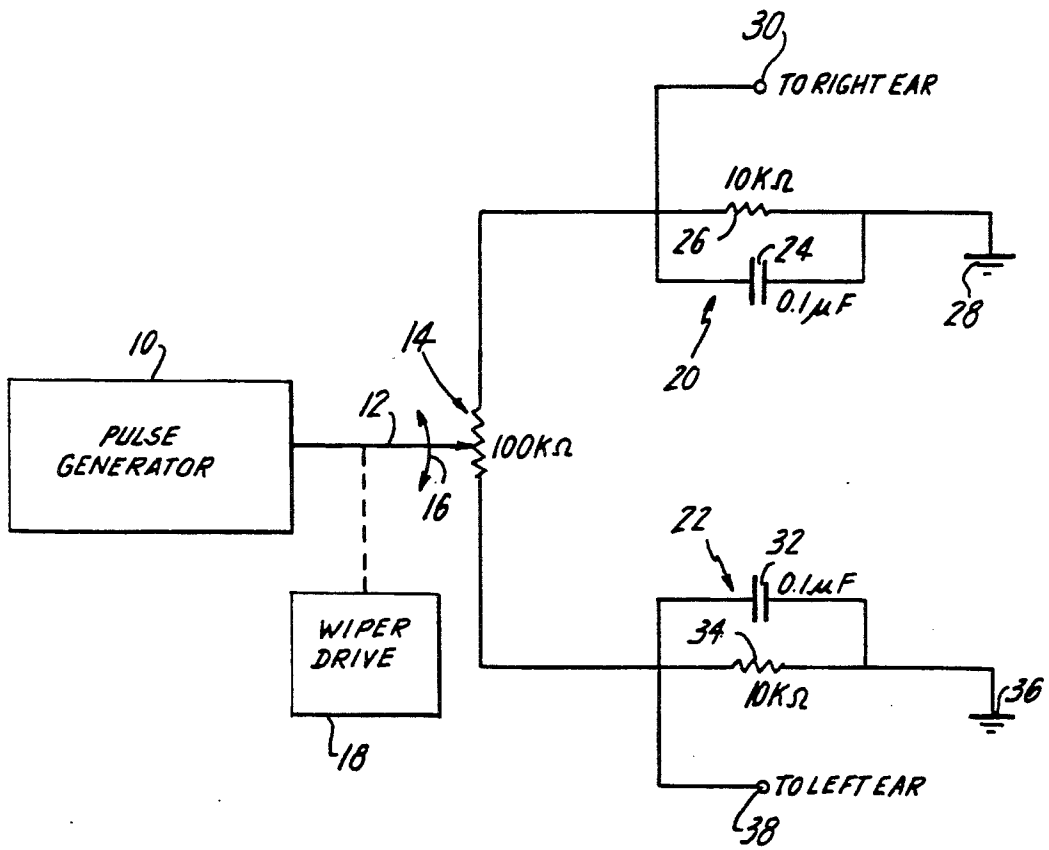 30
TO RIGHT EAR
10KΩ
26
24
0.1μF
28
20
10
14
12
PULSE
GENERATOR
100KΩ
16
22
32
0.1μF
WIPER
DRIVE
34
10KΩ
36
18
TO LEFT EAR
38